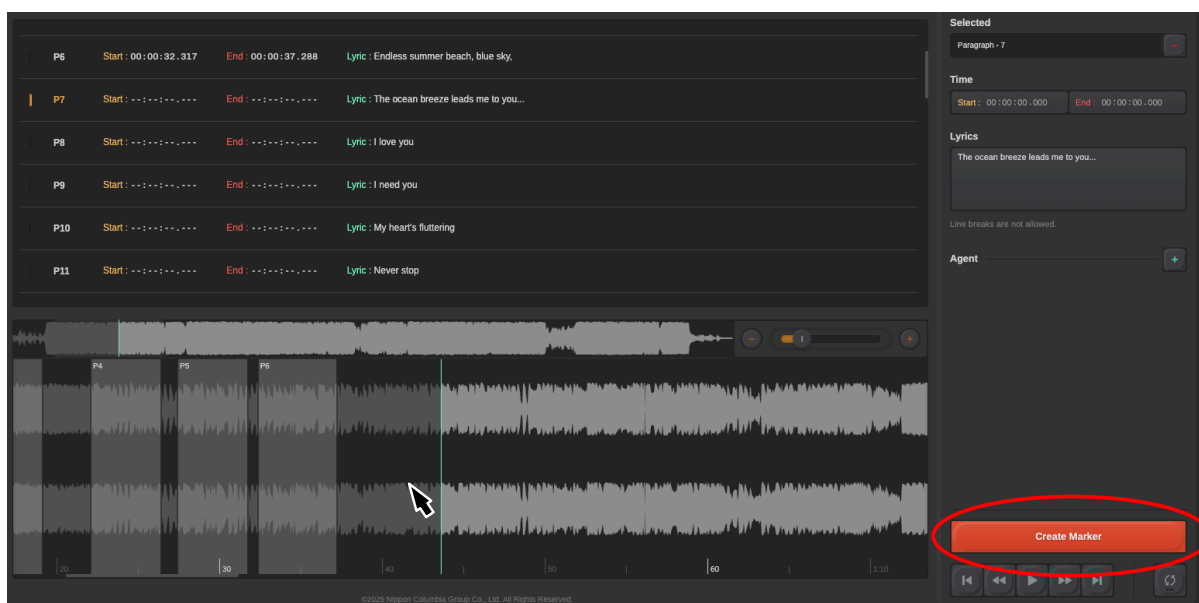 P6 Start : 00:00:32.317 End : 00:00:37.288 Lyric : Endless summer beach, blue sky,
P7 Start : --:--:--.--- End : --:--:--.--- Lyric : The ocean breeze leads me to you...
P8 Start : --:--:--.--- End : --:--:--.--- Lyric : I love you
P9 Start : --:--:--.--- End : --:--:--.--- Lyric : I need you
P10 Start : --:--:--.--- End : --:--:--.--- Lyric : My heart's fluttering
P11 Start : --:--:--.--- End : --:--:--.--- Lyric : Never stop
P4 P5 P6
20 30 40 50 60 1:10
©2025 Nippon Columbia Group Co., Ltd. All Rights Reserved.
Selected
Paragraph - 7
Time
Start : 00:00:00.000 End : 00:00:00.000
Lyrics
The ocean breeze leads me to you...
Line breaks are not allowed.
Agent
Create Marker